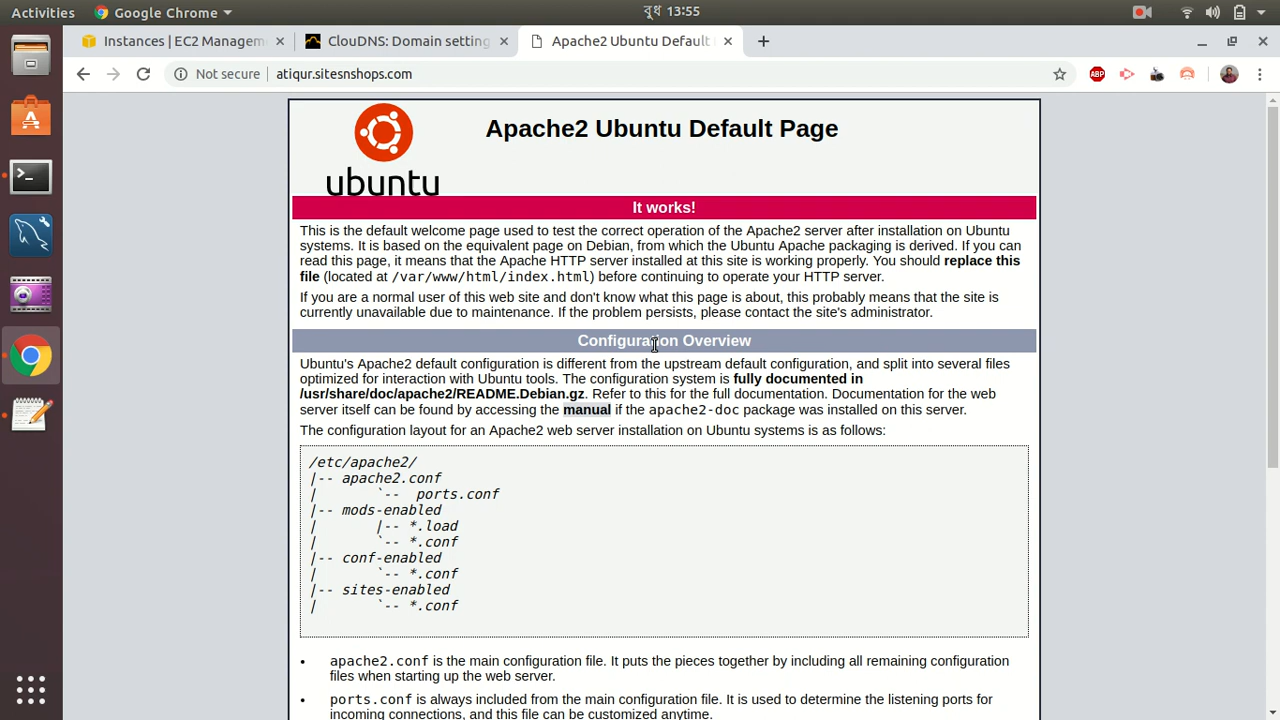 Activities
Google Chrome
বুধ 13:55
Instances | EC2 Managem
ClouDNS: Domain setting
Apache2 Ubuntu Default
Not secure
atiqur.sitesnshops.com
ABP
ubuntu
Apache2 Ubuntu Default Page
It works!
This is the default welcome page used to test the correct operation of the Apache2 server after installation on Ubuntu
systems. It is based on the equivalent page on Debian, from which the Ubuntu Apache packaging is derived. If you can
read this page, it means that the Apache HTTP server installed at this site is working properly. You should replace this
file (located at /var/www/html/index.html) before continuing to operate your HTTP server.
If you are a normal user of this web site and don't know what this page is about, this probably means that the site is
currently unavailable due to maintenance. If the problem persists, please contact the site's administrator.
Configuration Overview
Ubuntu's Apache2 default configuration is different from the upstream default configuration, and split into several files
optimized for interaction with Ubuntu tools. The configuration system is fully documented in
/usr/share/doc/apache2/README.Debian.gz. Refer to this for the full documentation. Documentation for the web
server itself can be found by accessing the manual if the apache2-doc package was installed on this server.
The configuration layout for an Apache2 web server installation on Ubuntu systems is as follows:
/etc/apache2/
|-- apache2.conf
|       `--  ports.conf
|-- mods-enabled
|       |-- *.load
|       `-- *.conf
|-- conf-enabled
|       `-- *.conf
|-- sites-enabled
|       `-- *.conf
• apache2.conf is the main configuration file. It puts the pieces together by including all remaining configuration
files when starting up the web server.
• ports.conf is always included from the main configuration file. It is used to determine the listening ports for
incoming connections, and this file can be customized anytime.